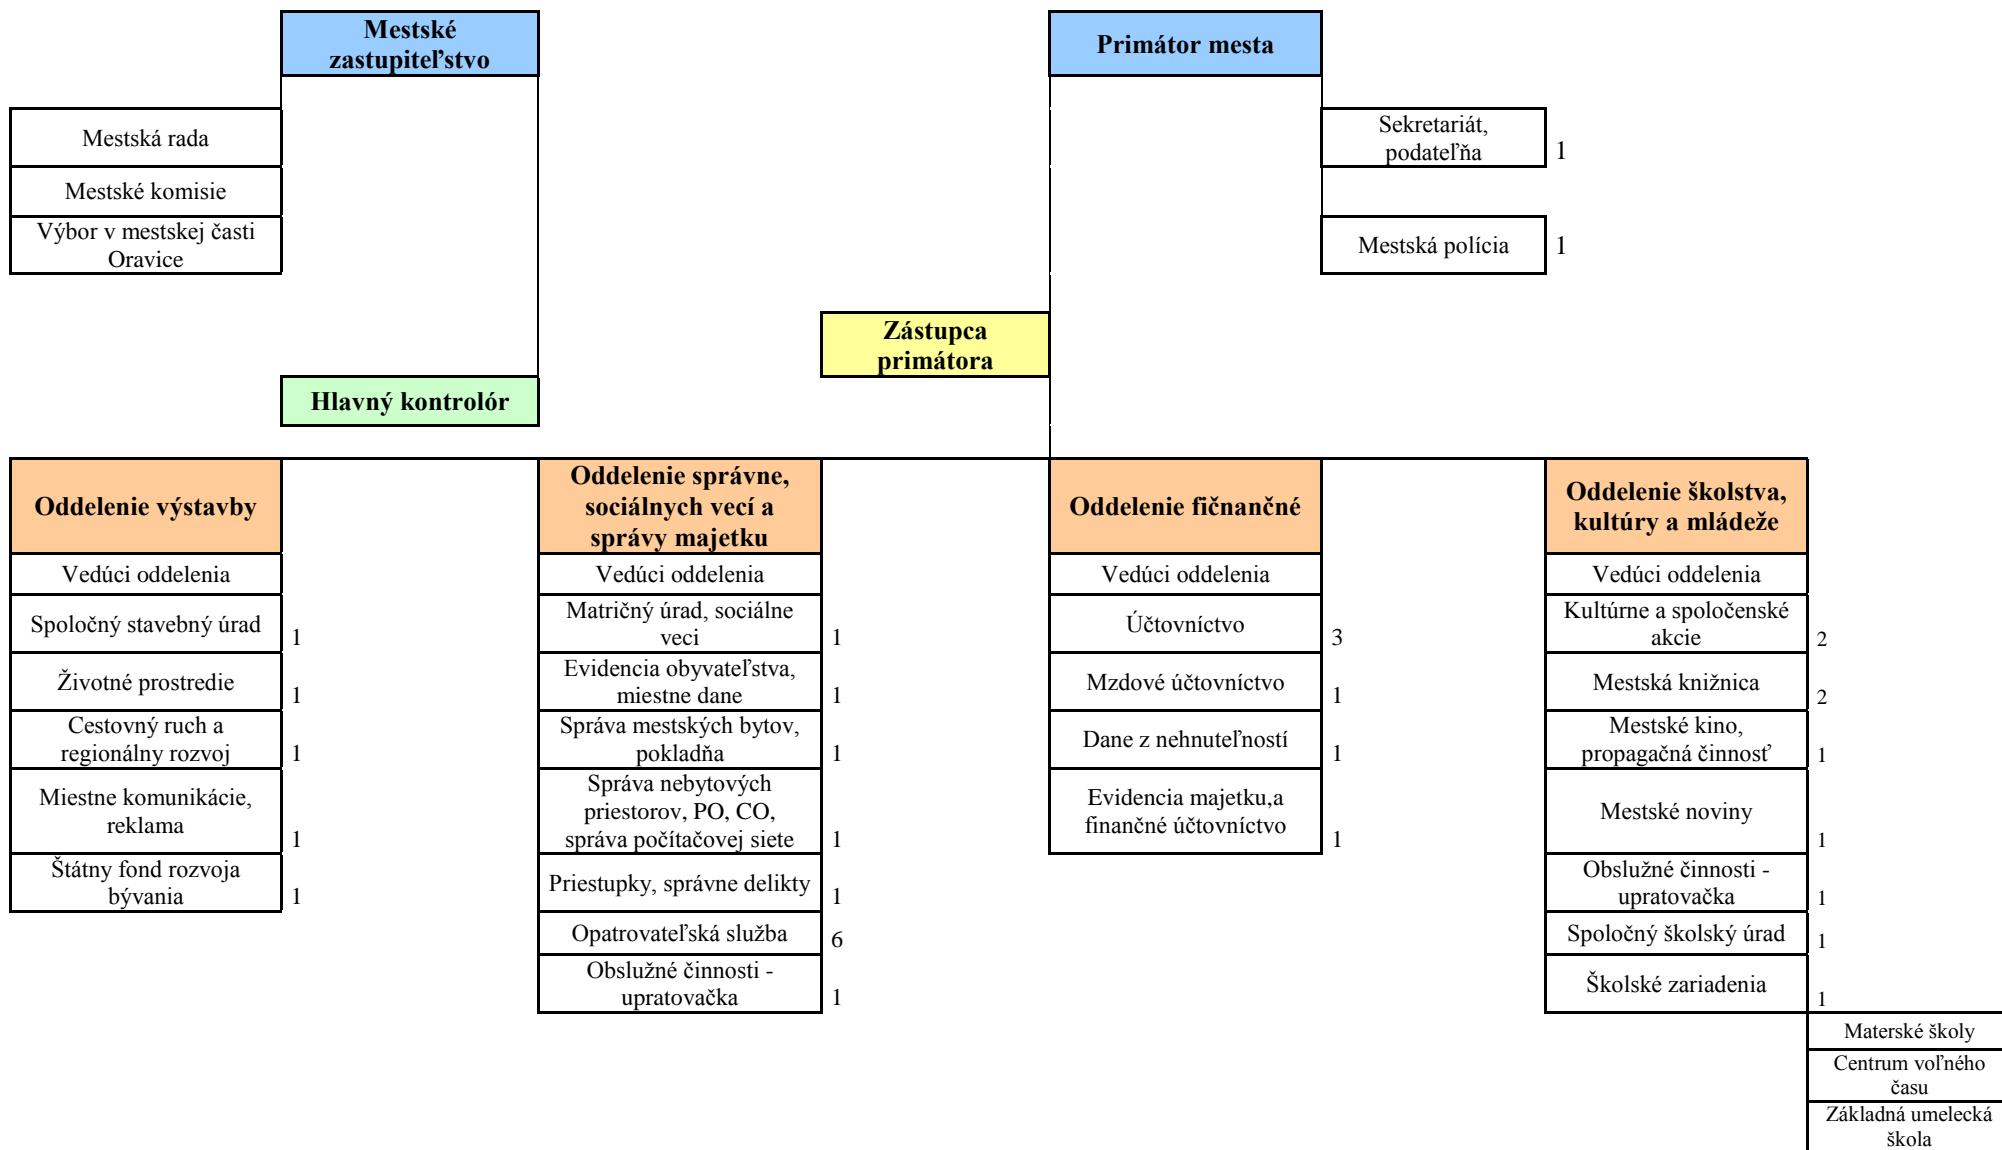 Mestské
zastupiteľstvo
Primátor mesta
Mestská rada
Sekretariát,
podateľňa
1
Mestské komisie
Výbor v mestskej časti
Oravice
Mestská polícia
1
Zástupca
primátora
Hlavný kontrolór
Oddelenie výstavby
Vedúci oddelenia
Spoločný stavebný úrad
1
Životné prostredie
1
Cestovný ruch a
regionálny rozvoj
1
Miestne komunikácie,
reklama
1
Štátny fond rozvoja
bývania
1
Oddelenie správne,
sociálnych vecí a
správy majetku
Vedúci oddelenia
Matričný úrad, sociálne
veci
1
Evidencia obyvateľstva,
miestne dane
1
Správa mestských bytov,
pokladňa
1
Správa nebytových
priestorov, PO, CO,
správa počítačovej siete
1
Priestupky, správne delikty
1
Opatrovateľská služba
6
Obslužné činnosti -
upratovačka
1
Oddelenie fičnančné
Vedúci oddelenia
Účtovníctvo
3
Mzdové účtovníctvo
1
Dane z nehnuteľností
1
Evidencia majetku,a
finančné účtovníctvo
1
Oddelenie školstva,
kultúry a mládeže
Vedúci oddelenia
Kultúrne a spoločenské
akcie
2
Mestská knižnica
2
Mestské kino,
propagačná činnosť
1
Mestské noviny
1
Obslužné činnosti -
upratovačka
1
Spoločný školský úrad
1
Školské zariadenia
1
Materské školy
Centrum voľného
času
Základná umelecká
škola